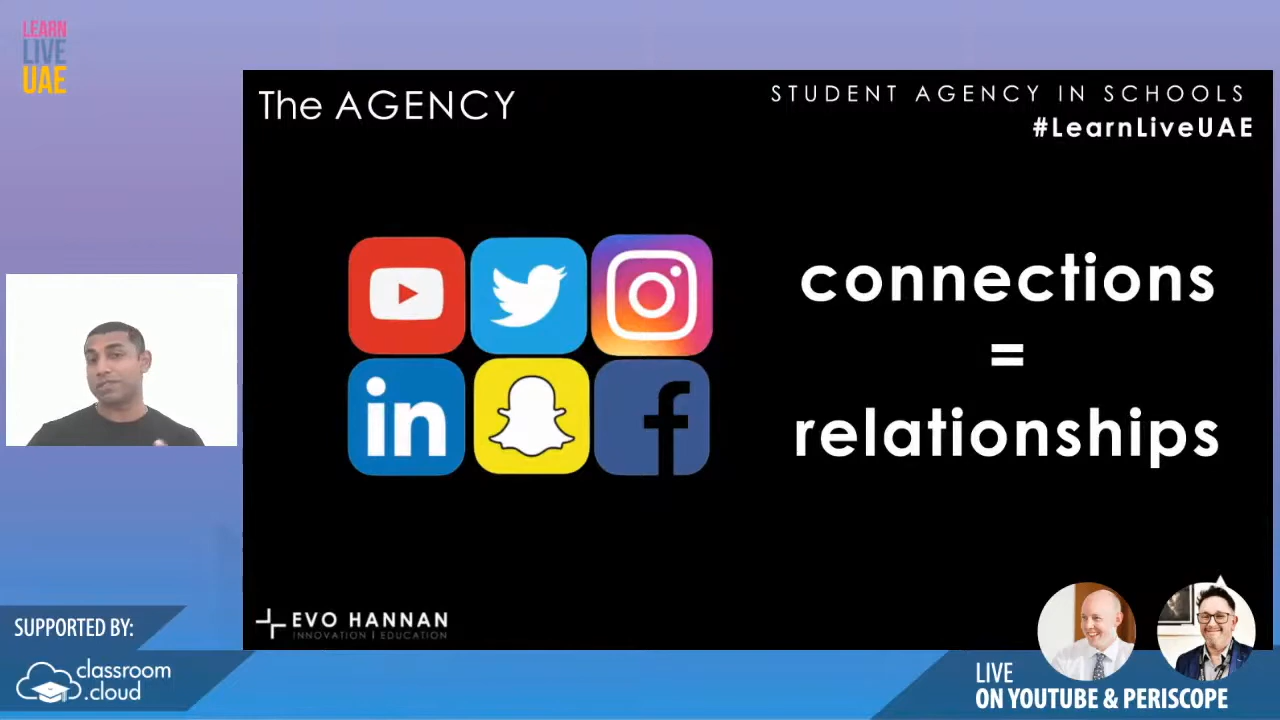 LEARN
LIVE
UAE
The AGENCY
STUDENT AGENCY IN SCHOOLS
#LearnLiveUAE
connections
=
relationships
in
f
EVO HANNAN
INNOVATION | EDUCATION
SUPPORTED BY:
classroom
.cloud
LIVE
ON YOUTUBE & PERISCOPE